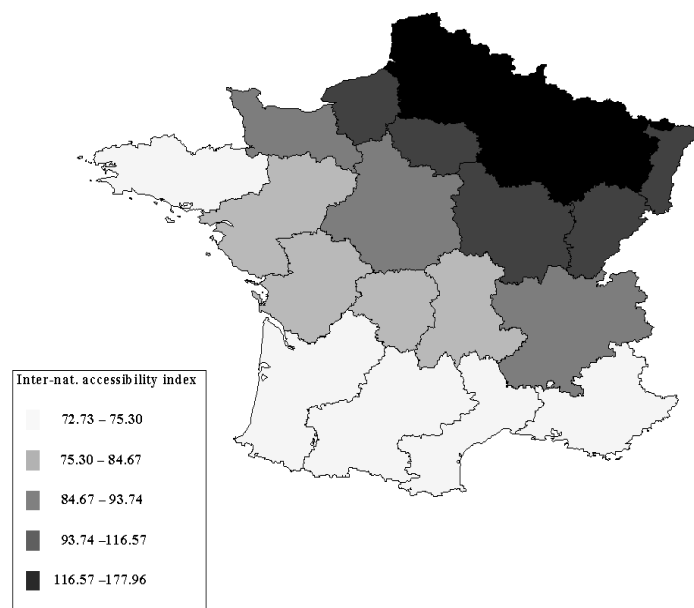 Inter-nat. accessibility index
72.73 – 75.30
75.30 – 84.67
84.67 – 93.74
93.74 –116.57
116.57 –177.96